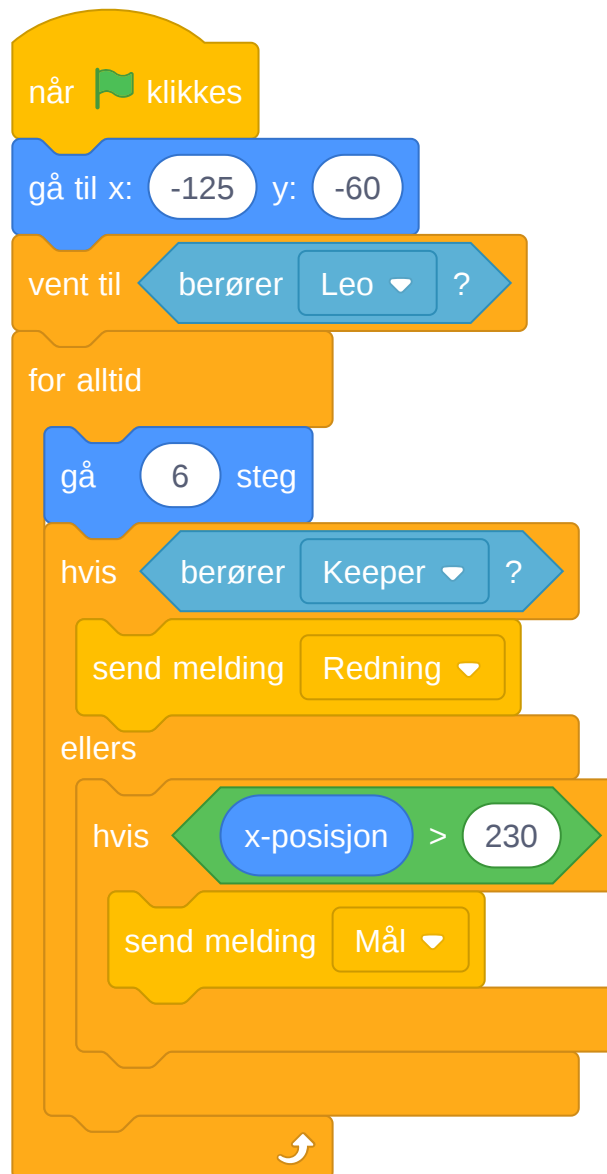 når klikkes
gå til x: -125 y: -60
vent til berører Leo ?
for alltid
gå 6 steg
hvis berører Keeper ?
send melding Redning
ellers
hvis x-posisjon > 230
send melding Mål